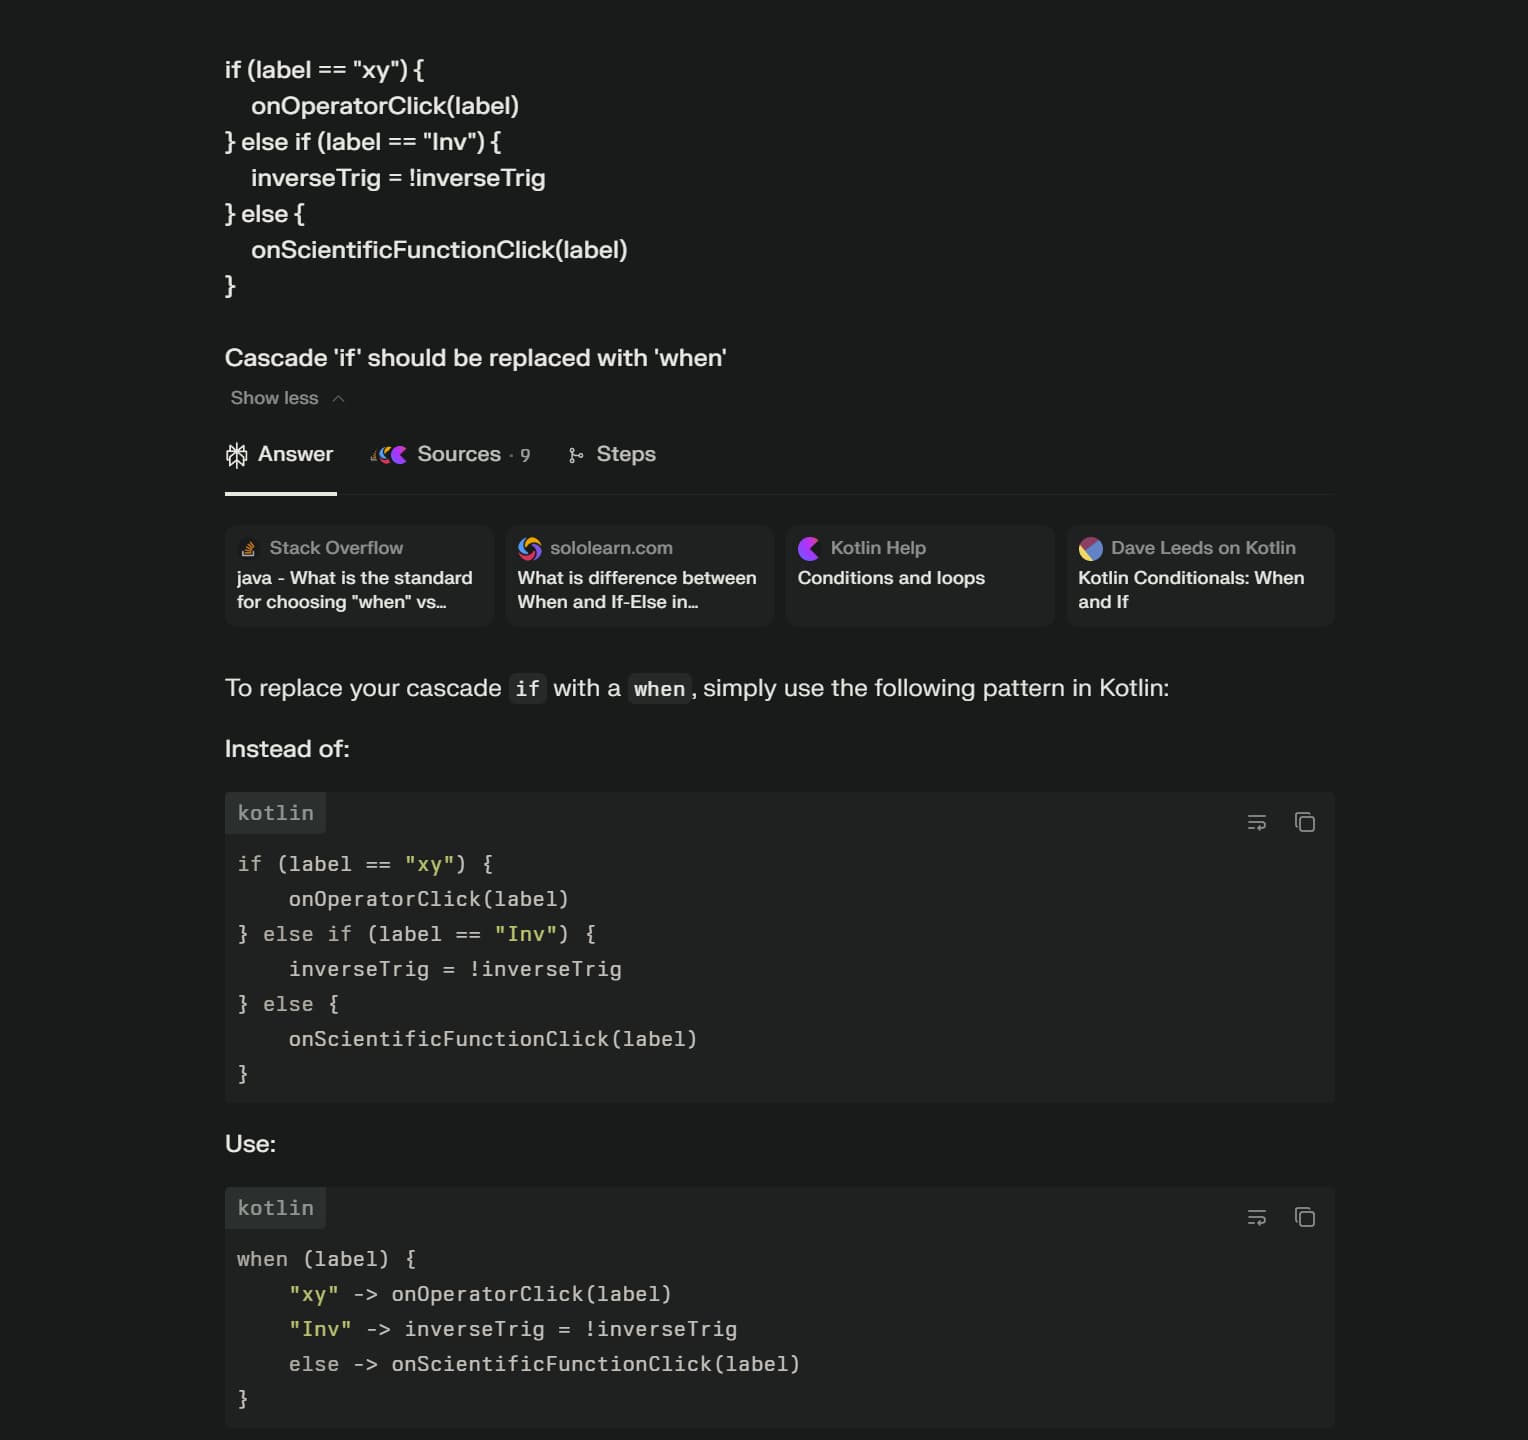 if (label == "xy") {
    onOperatorClick(label)
} else if (label == "Inv") {
    inverseTrig = !inverseTrig
} else {
    onScientificFunctionClick(label)
}
Cascade 'if' should be replaced with 'when'
Show less
Answer Sources · 9 Steps
Stack Overflow
java - What is the standard
for choosing "when" vs...
sololearn.com
What is difference between
When and If-Else in...
Kotlin Help
Conditions and loops
Dave Leeds on Kotlin
Kotlin Conditionals: When
and If
To replace your cascade if with a when, simply use the following pattern in Kotlin:
Instead of:
kotlin
if (label == "xy") {
    onOperatorClick(label)
} else if (label == "Inv") {
    inverseTrig = !inverseTrig
} else {
    onScientificFunctionClick(label)
}
Use:
kotlin
when (label) {
    "xy" -> onOperatorClick(label)
    "Inv" -> inverseTrig = !inverseTrig
    else -> onScientificFunctionClick(label)
}